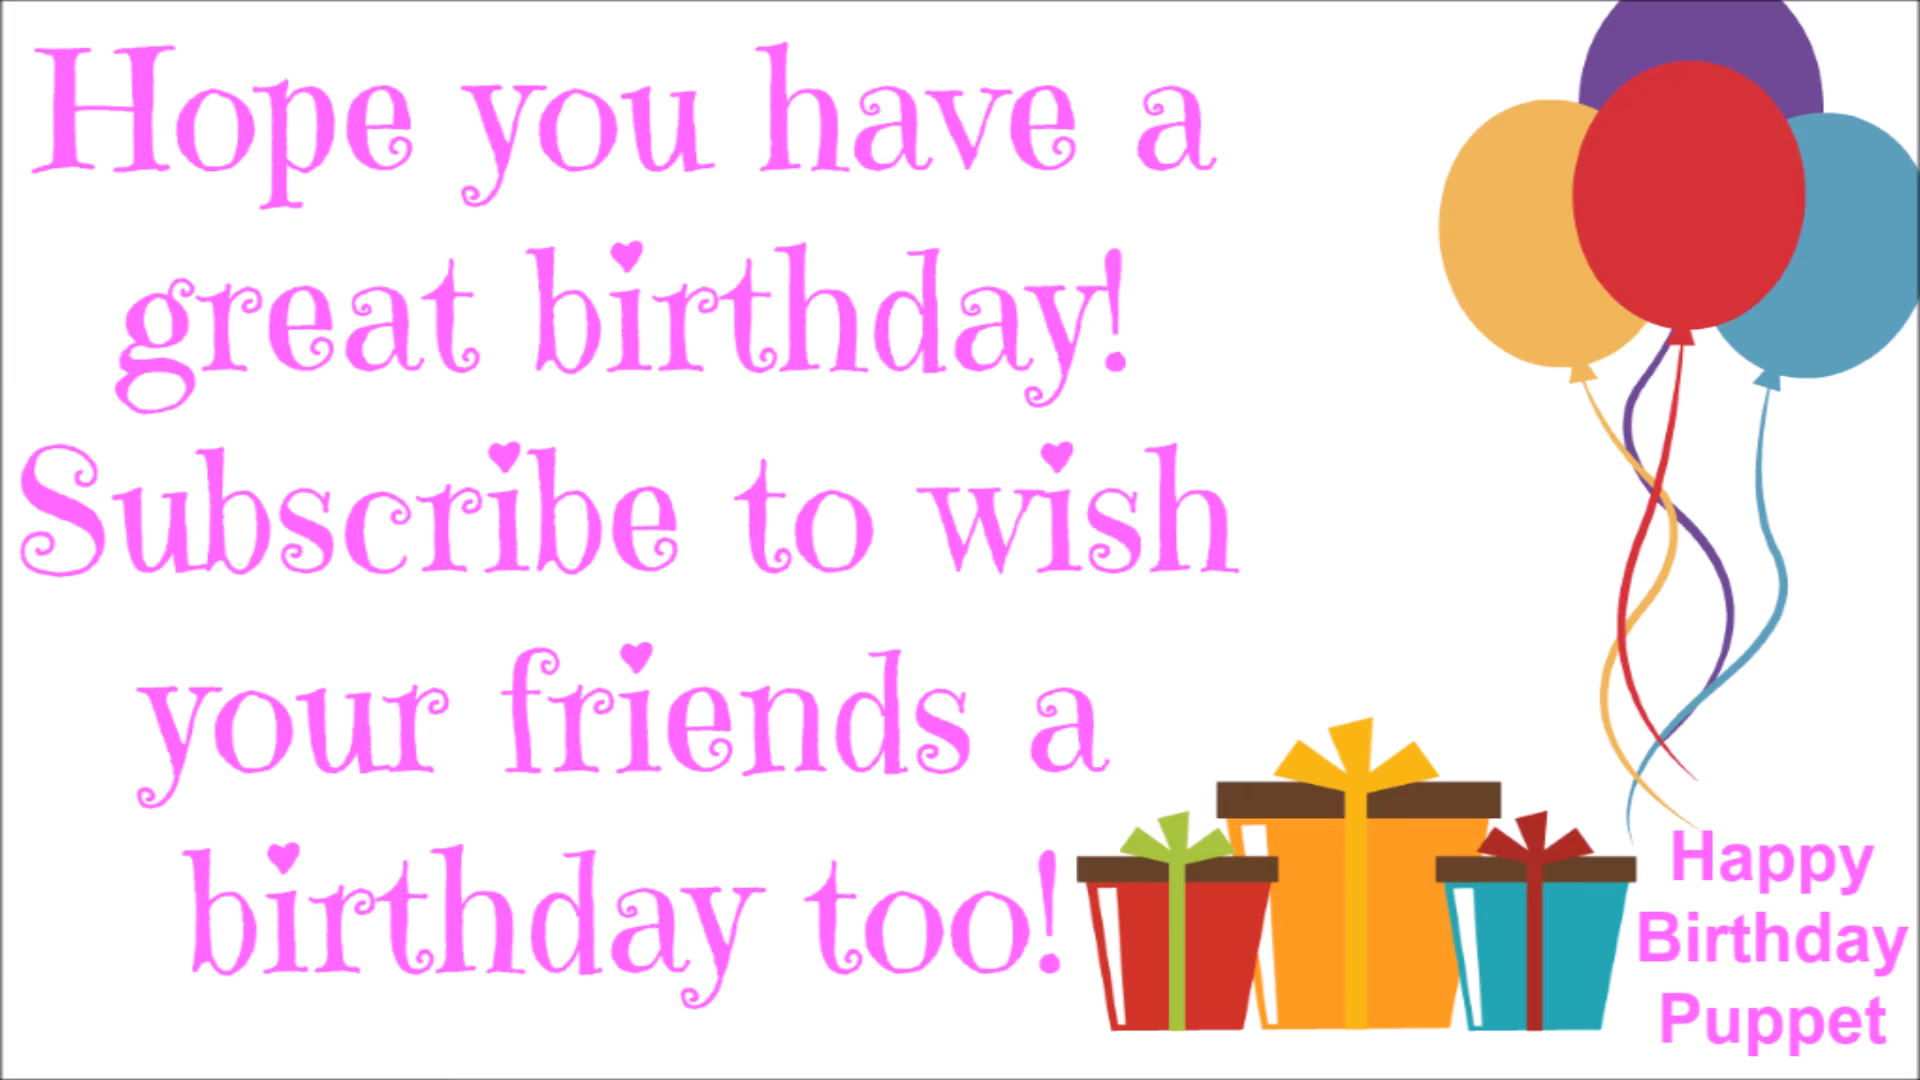 Hope you have a
great birthday!
Subscribe to wish
your friends a
birthday too!
Happy
Birthday
Puppet